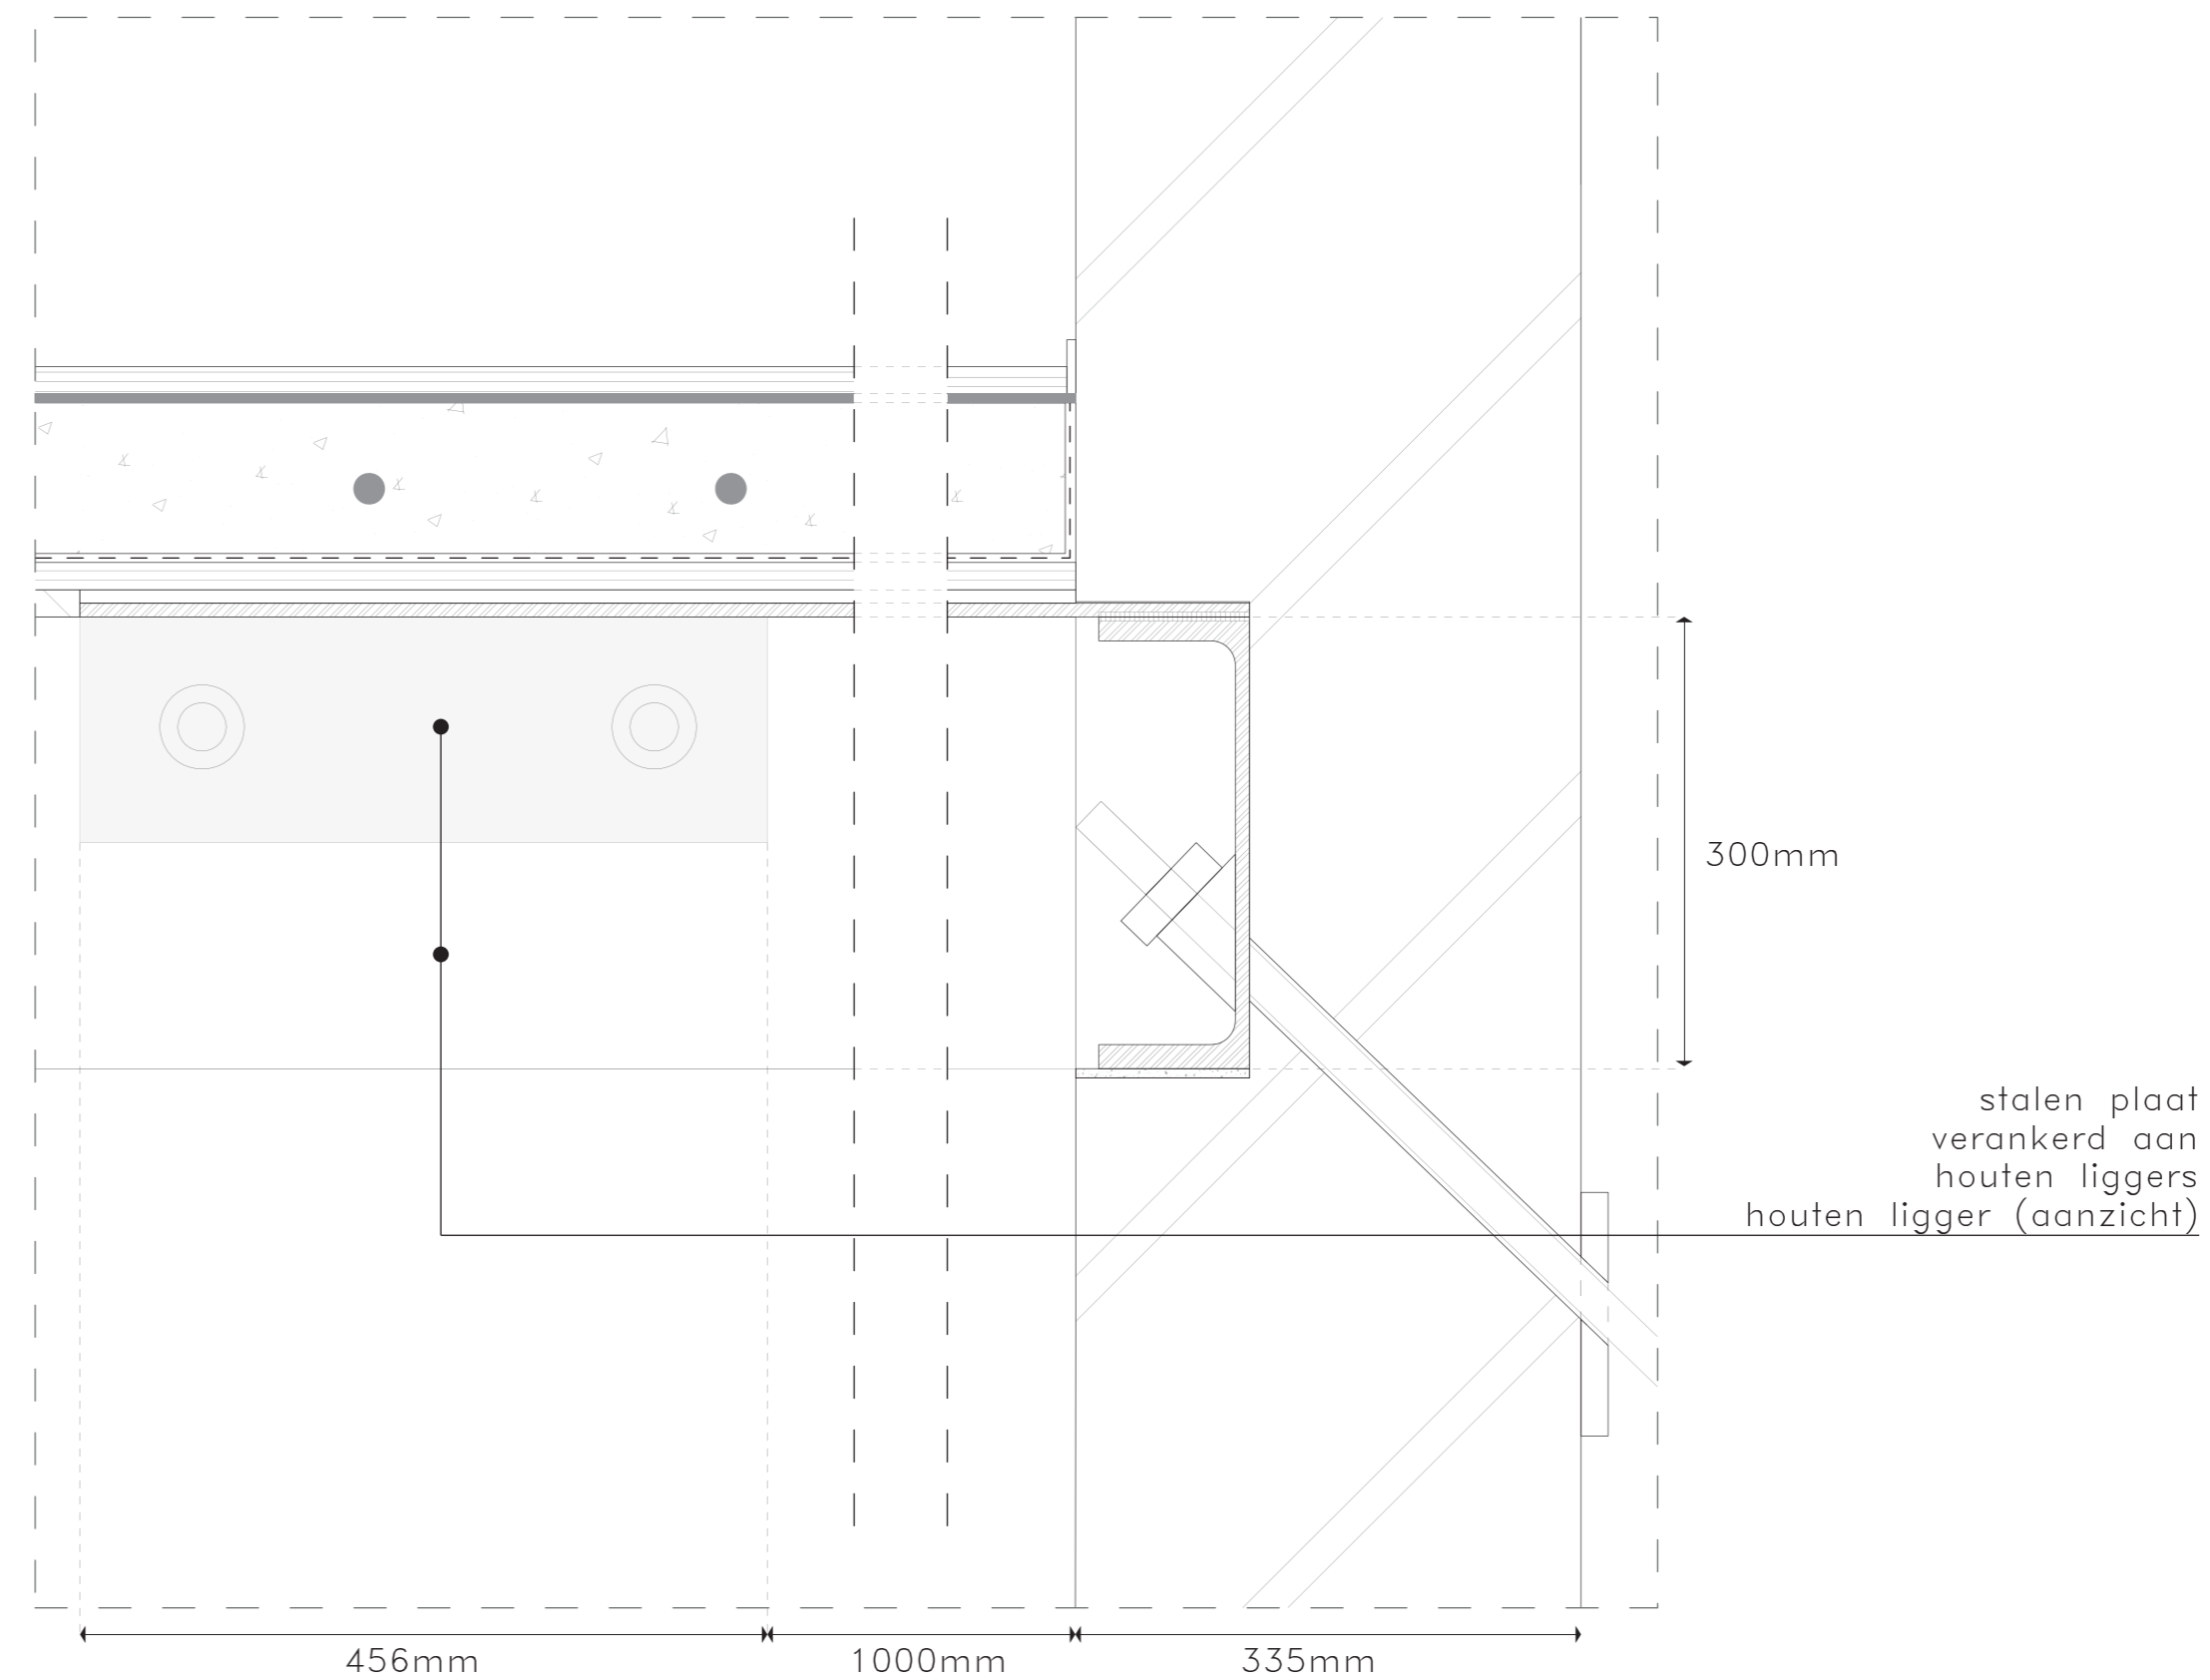 300mm
stalen plaat
verankerd aan
houten liggers
houten ligger (aanzicht)
456mm
1000mm
335mm